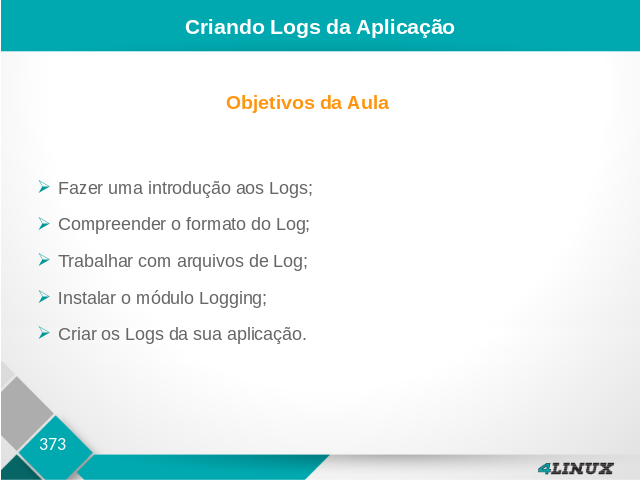 Criando Logs da Aplicação
Objetivos da Aula
Fazer uma introdução aos Logs;
Compreender o formato do Log;
Trabalhar com arquivos de Log;
Instalar o módulo Logging;
Criar os Logs da sua aplicação.
373
4LINUX